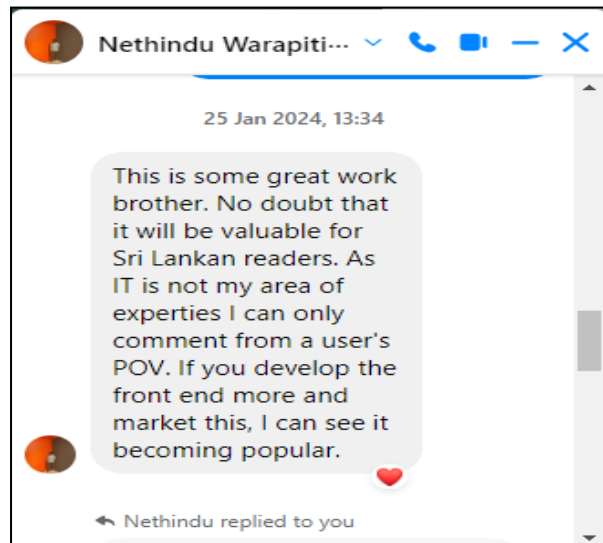 Nethindu Warapiti...
25 Jan 2024, 13:34
This is some great work
brother. No doubt that
it will be valuable for
Sri Lankan readers. As
IT is not my area of
experties I can only
comment from a user's
POV. If you develop the
front end more and
market this, I can see it
becoming popular.
Nethindu replied to you